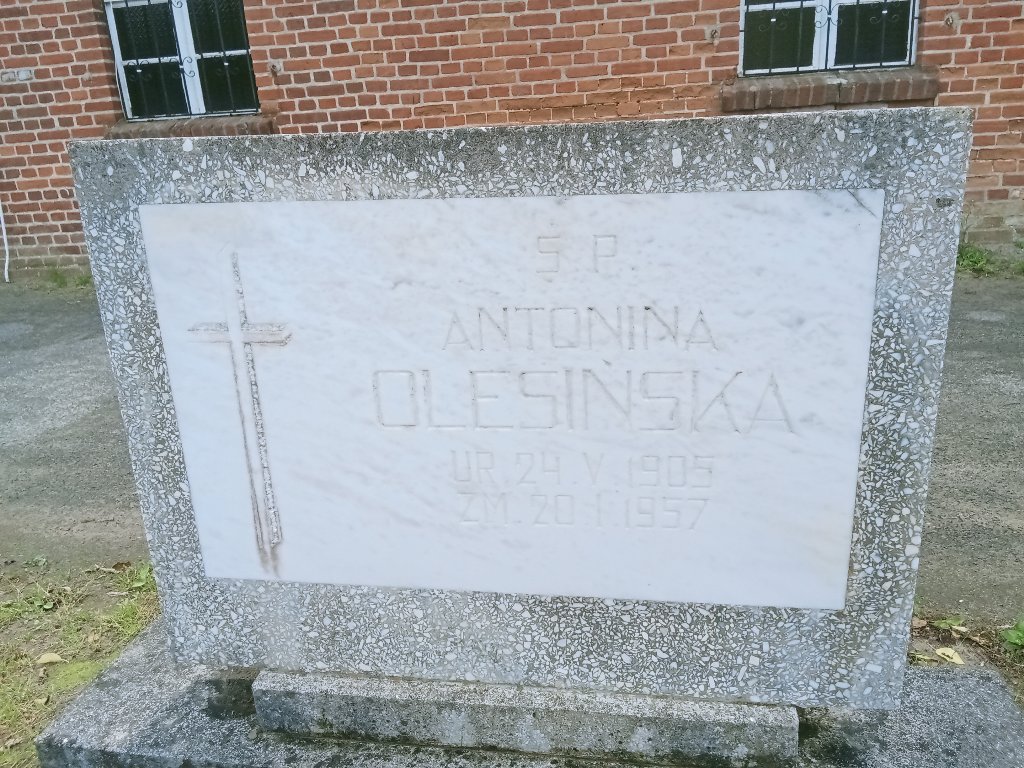 Ś. P.
ANTONINA
OLESIŃSKA
UR. 24. V. 1905
ZM. 20. I. 1957